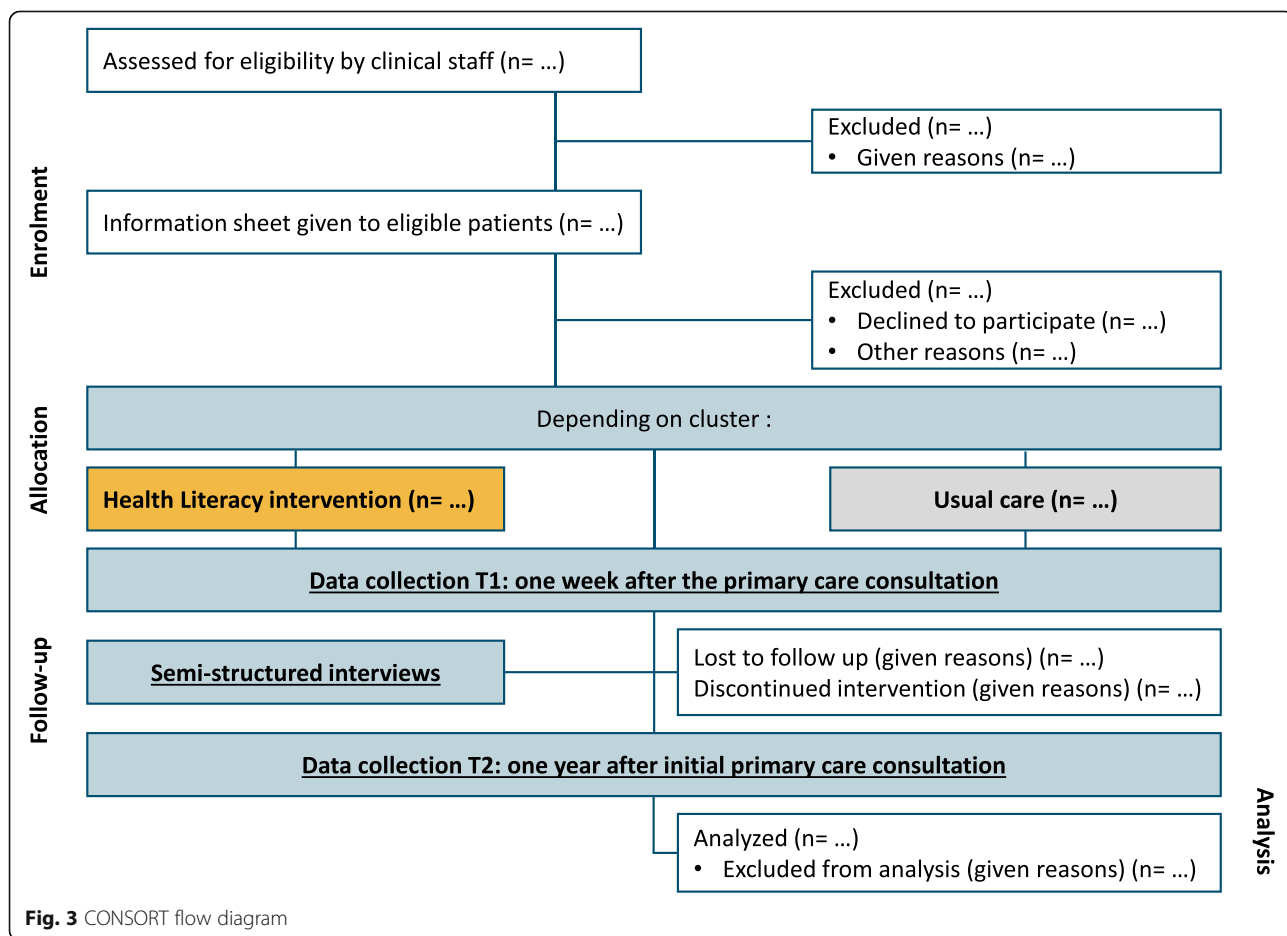 Assessed for eligibility by clinical staff (n= ...)
Excluded (n= ...)
• Given reasons (n= ...)
Enrolment
Information sheet given to eligible patients (n= ...)
Excluded (n= ...)
• Declined to participate (n= ...)
• Other reasons (n= ...)
Allocation
Depending on cluster :
Health Literacy intervention (n= ...)
Usual care (n= ...)
Data collection T1: one week after the primary care consultation
Follow-up
Semi-structured interviews
Lost to follow up (given reasons) (n= ...)
Discontinued intervention (given reasons) (n= ...)
Data collection T2: one year after initial primary care consultation
Analysis
Analyzed (n= ...)
• Excluded from analysis (given reasons) (n= ...)
Fig. 3 CONSORT flow diagram